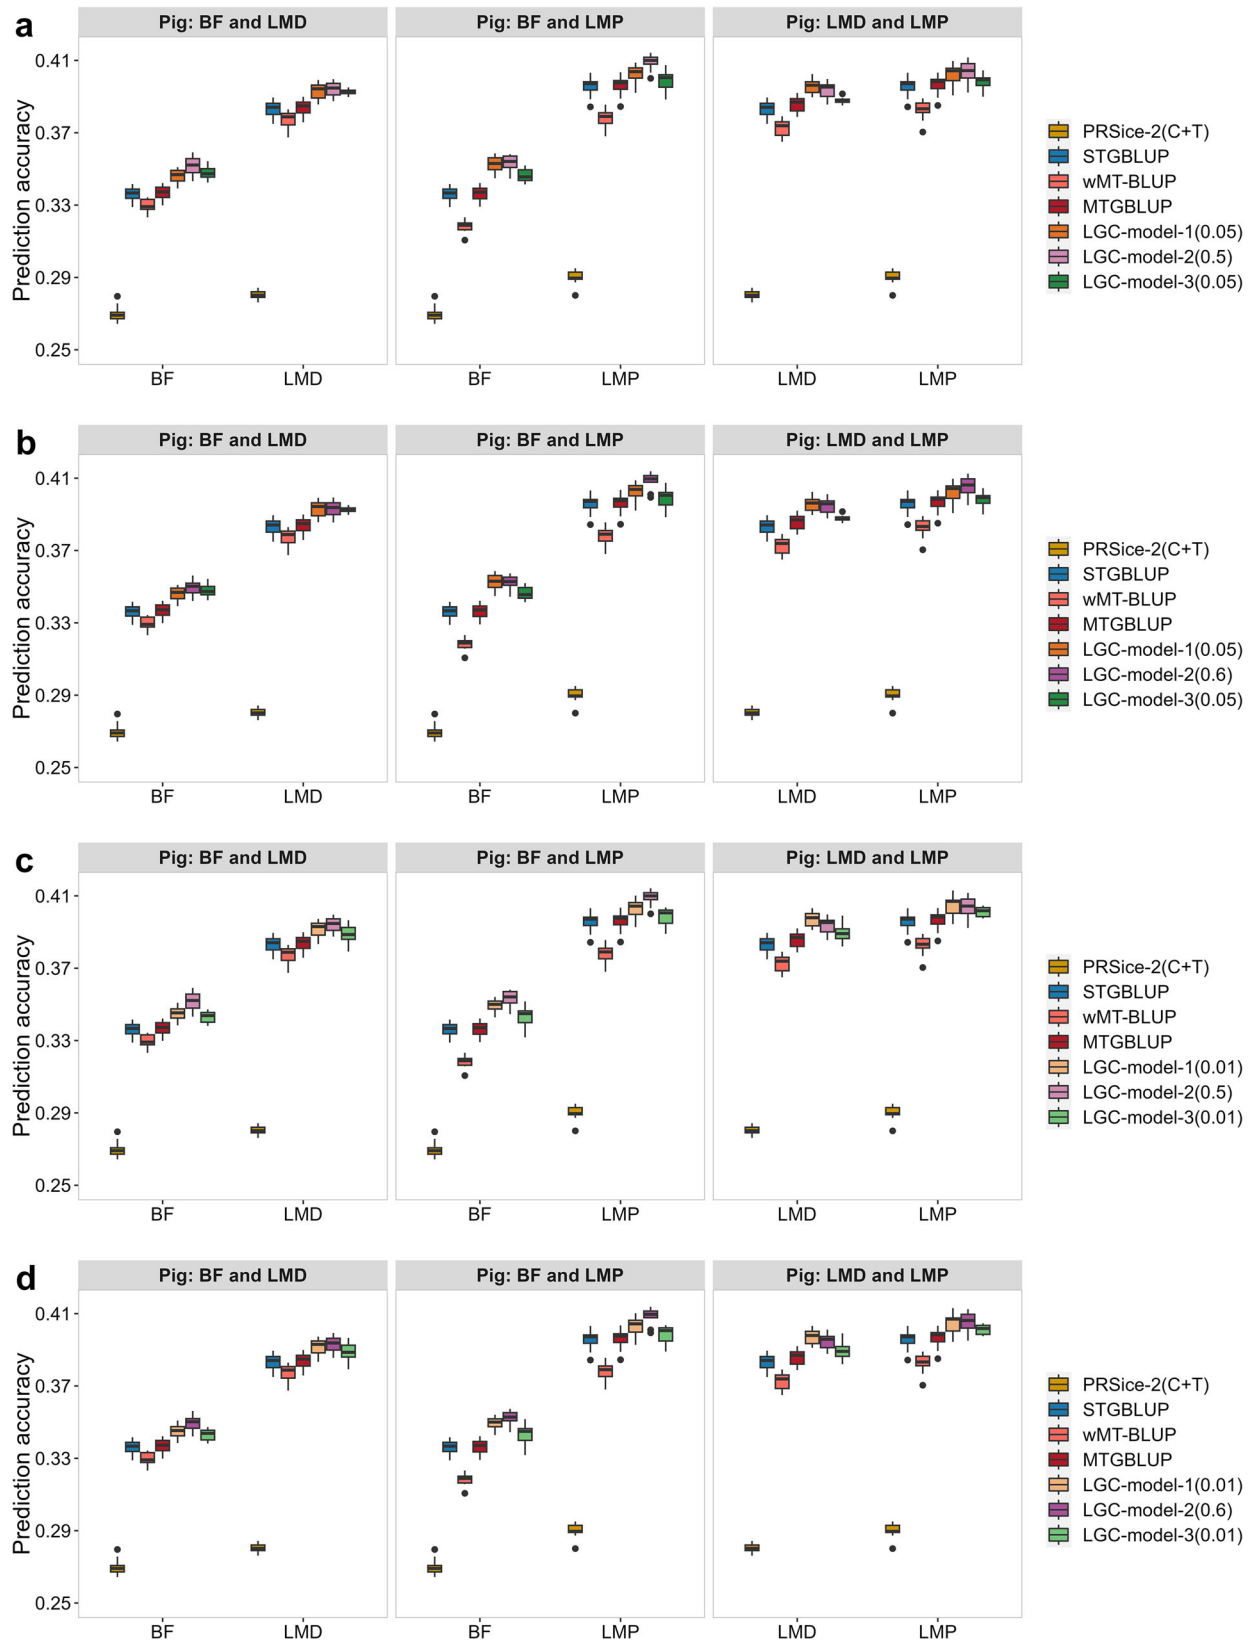 a
Pig: BF and LMD
Pig: BF and LMP
Pig: LMD and LMP
Prediction accuracy
0.41
0.37
0.33
0.29
0.25
BF
LMD
BF
LMP
LMD
LMP
PRSice-2(C+T)
STGBLUP
wMT-BLUP
MTGBLUP
LGC-model-1(0.05)
LGC-model-2(0.5)
LGC-model-3(0.05)
b
Pig: BF and LMD
Pig: BF and LMP
Pig: LMD and LMP
Prediction accuracy
0.41
0.37
0.33
0.29
0.25
BF
LMD
BF
LMP
LMD
LMP
PRSice-2(C+T)
STGBLUP
wMT-BLUP
MTGBLUP
LGC-model-1(0.05)
LGC-model-2(0.6)
LGC-model-3(0.05)
c
Pig: BF and LMD
Pig: BF and LMP
Pig: LMD and LMP
Prediction accuracy
0.41
0.37
0.33
0.29
0.25
BF
LMD
BF
LMP
LMD
LMP
PRSice-2(C+T)
STGBLUP
wMT-BLUP
MTGBLUP
LGC-model-1(0.01)
LGC-model-2(0.5)
LGC-model-3(0.01)
d
Pig: BF and LMD
Pig: BF and LMP
Pig: LMD and LMP
Prediction accuracy
0.41
0.37
0.33
0.29
0.25
BF
LMD
BF
LMP
LMD
LMP
PRSice-2(C+T)
STGBLUP
wMT-BLUP
MTGBLUP
LGC-model-1(0.01)
LGC-model-2(0.6)
LGC-model-3(0.01)